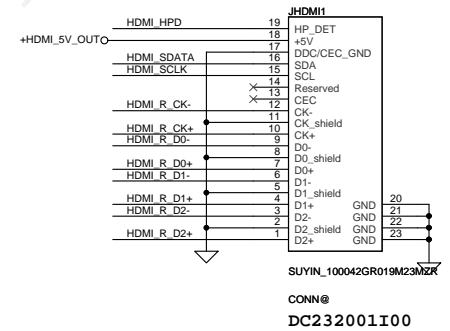 JHDMI1
HDMI_HPD 19 HP_DET
+HDMI_5V_OUT 18 +5V
17 DDC/CEC_GND
HDMI_SDATA 16 SDA
HDMI_SCLK 15 SCL
14 Reserved
13 CEC
HDMI_R_CK- 12 CK-
11 CK_shield
HDMI_R_CK+ 10 CK+
HDMI_R_D0- 9 D0-
8 D0_shield
HDMI_R_D0+ 7 D0+
HDMI_R_D1- 6 D1-
5 D1_shield
HDMI_R_D1+ 4 D1+ GND 20
HDMI_R_D2- 3 D2- GND 21
2 D2_shield GND 22
HDMI_R_D2+ 1 D2+ GND 23
SUYIN_100042GR019M23MZR
CONN@
DC232001I00